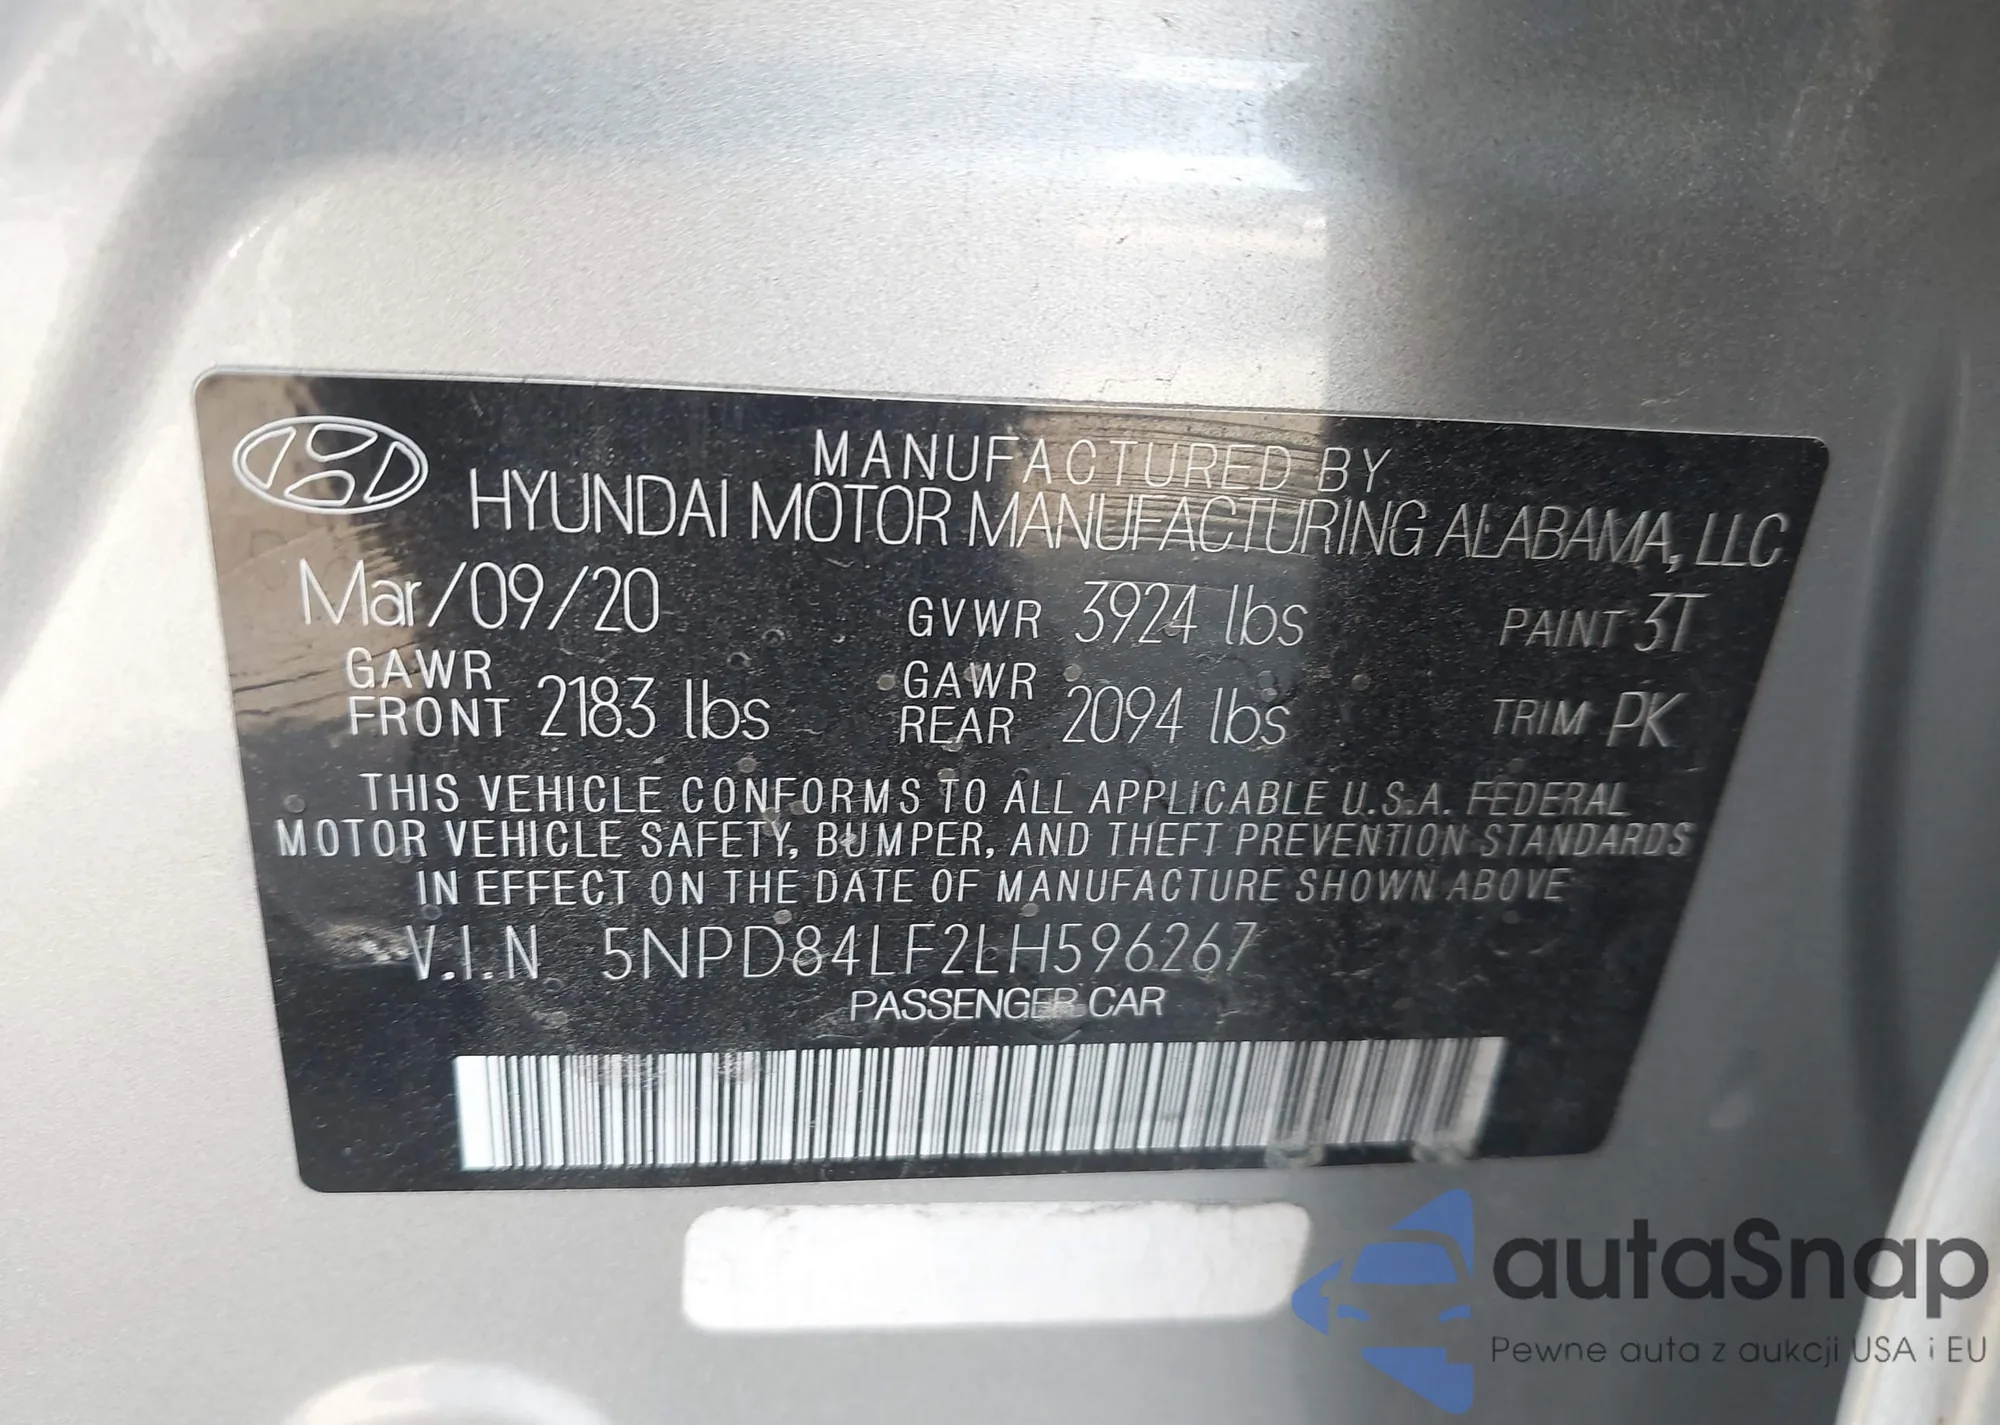 MANUFACTURED BY
HYUNDAI MOTOR MANUFACTURING ALABAMA, LLC
Mar/09/20 GVWR 3924 lbs PAINT 3T
GAWR FRONT 2183 lbs GAWR REAR 2094 lbs TRIM PK
THIS VEHICLE CONFORMS TO ALL APPLICABLE U.S.A. FEDERAL
MOTOR VEHICLE SAFETY, BUMPER, AND THEFT PREVENTION STANDARDS
IN EFFECT ON THE DATE OF MANUFACTURE SHOWN ABOVE
V.I.N 5NPD84LF2LH596267
PASSENGER CAR
autaSnap
Pewne auta z aukcji USA i EU